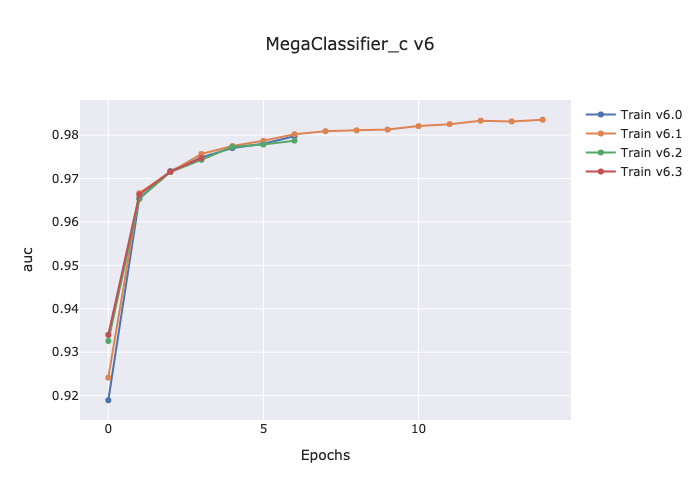 MegaClassifier_c v6
Train v6.0
Train v6.1
Train v6.2
Train v6.3
0.98
0.97
0.96
0.95
0.94
0.93
0.92
auc
0 5 10
Epochs